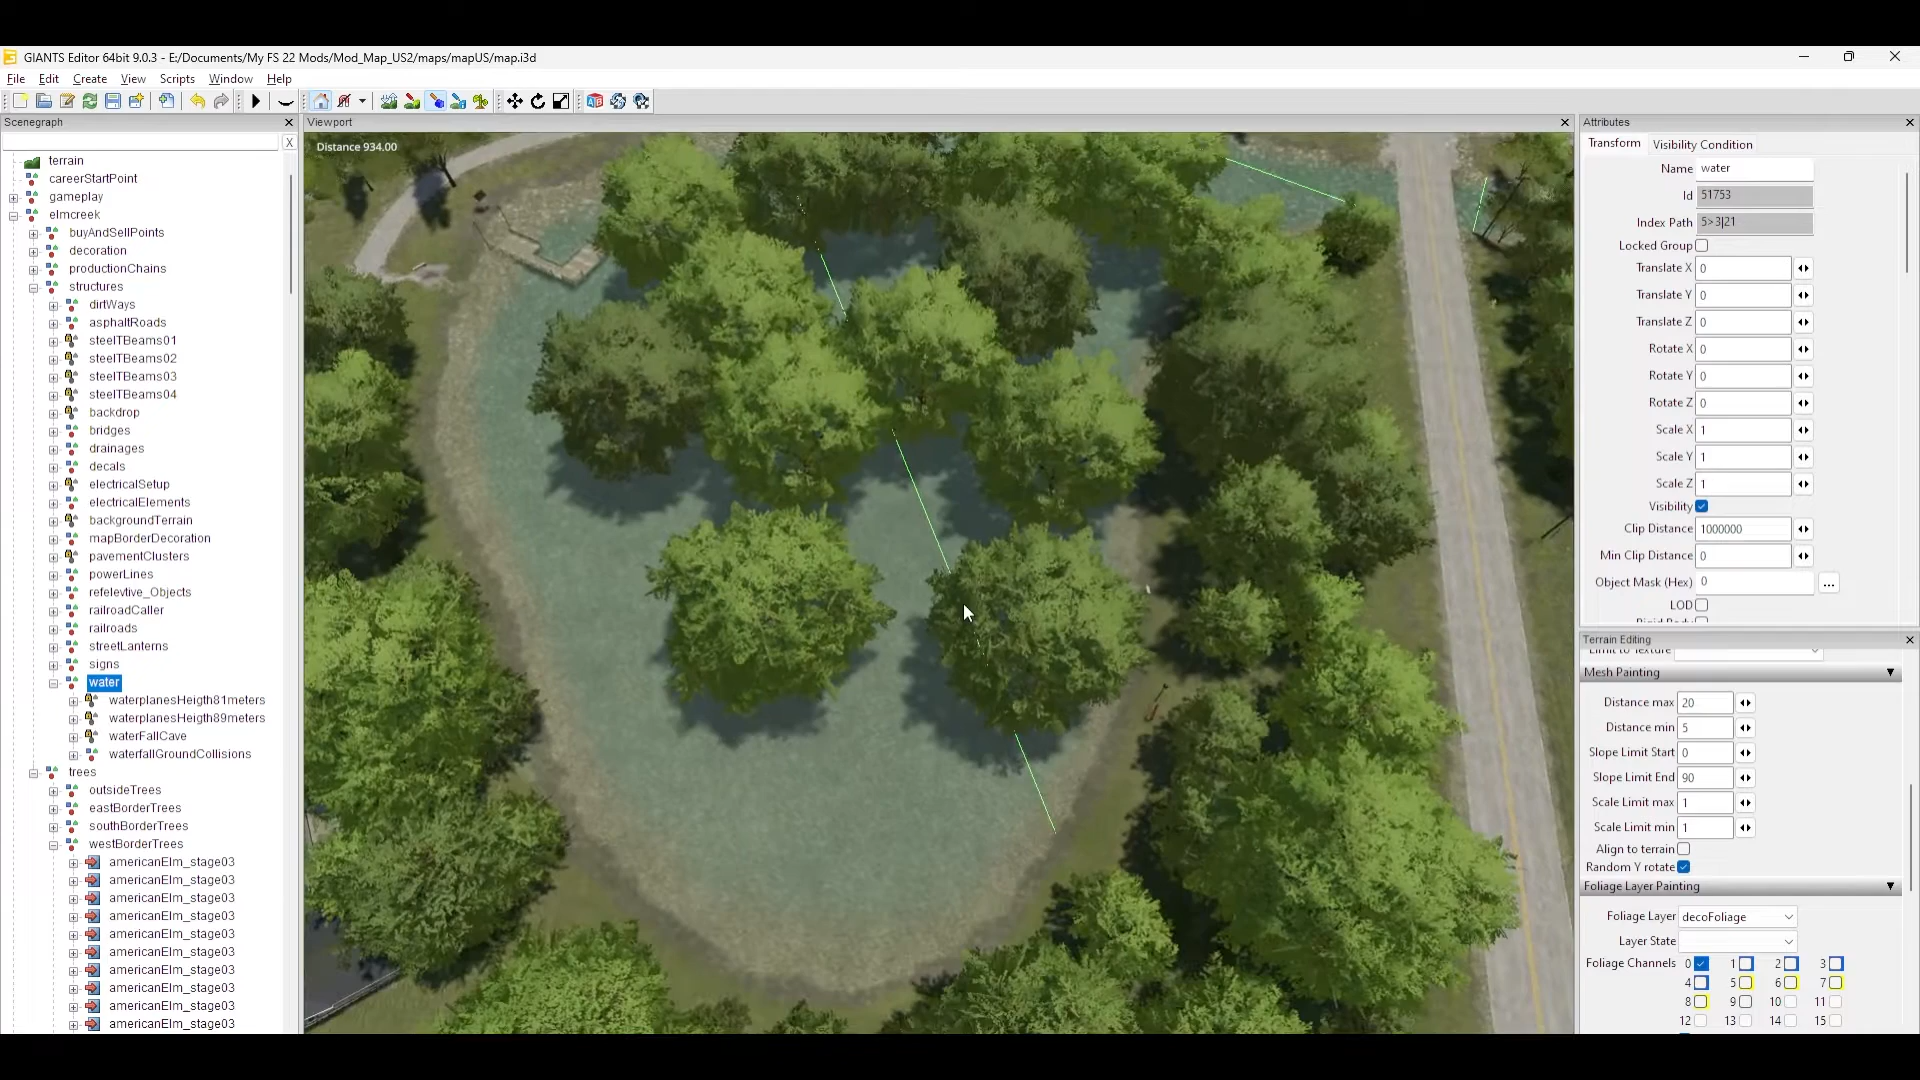 GIANTS Editor 64bit 9.0.3 - E:/Documents/My FS 22 Mods/Mod_Map_US2/maps/mapUS/map.i3d
File Edit Create View Scripts Window Help
Scenegraph
X
terrain
careerStartPoint
gameplay
elmcreek
buyAndSellPoints
decoration
productionChains
structures
dirtWays
asphaltRoads
steelTBeams01
steelTBeams02
steelTBeams03
steelTBeams04
backdrop
bridges
drainages
decals
electricalSetup
electricalElements
backgroundTerrain
mapBorderDecoration
pavementClusters
powerLines
refelevtive_Objects
railroadCaller
railroads
streetLanterns
signs
water
waterplanesHeigth81meters
waterplanesHeigth89meters
waterFallCave
waterfallGroundCollisions
trees
outsideTrees
eastBorderTrees
southBorderTrees
westBorderTrees
americanElm_stage03
americanElm_stage03
americanElm_stage03
americanElm_stage03
americanElm_stage03
americanElm_stage03
americanElm_stage03
americanElm_stage03
americanElm_stage03
americanElm_stage03
Viewport
Distance 934.00
Attributes
Transform Visibility Condition
Name water
Id 51753
Index Path 5>3|21
Locked Group
Translate X 0
Translate Y 0
Translate Z 0
Rotate X 0
Rotate Y 0
Rotate Z 0
Scale X 1
Scale Y 1
Scale Z 1
Visibility
Clip Distance 1000000
Min Clip Distance 0
Object Mask (Hex) 0 ...
LOD
Rigid Body
Terrain Editing
Limit to Texture
Mesh Painting
Distance max 20
Distance min 5
Slope Limit Start 0
Slope Limit End 90
Scale Limit max 1
Scale Limit min 1
Align to terrain
Random Y rotate
Foliage Layer Painting
Foliage Layer decoFoliage
Layer State
Foliage Channels 0 1 2 3
4 5 6 7
8 9 10 11
12 13 14 15